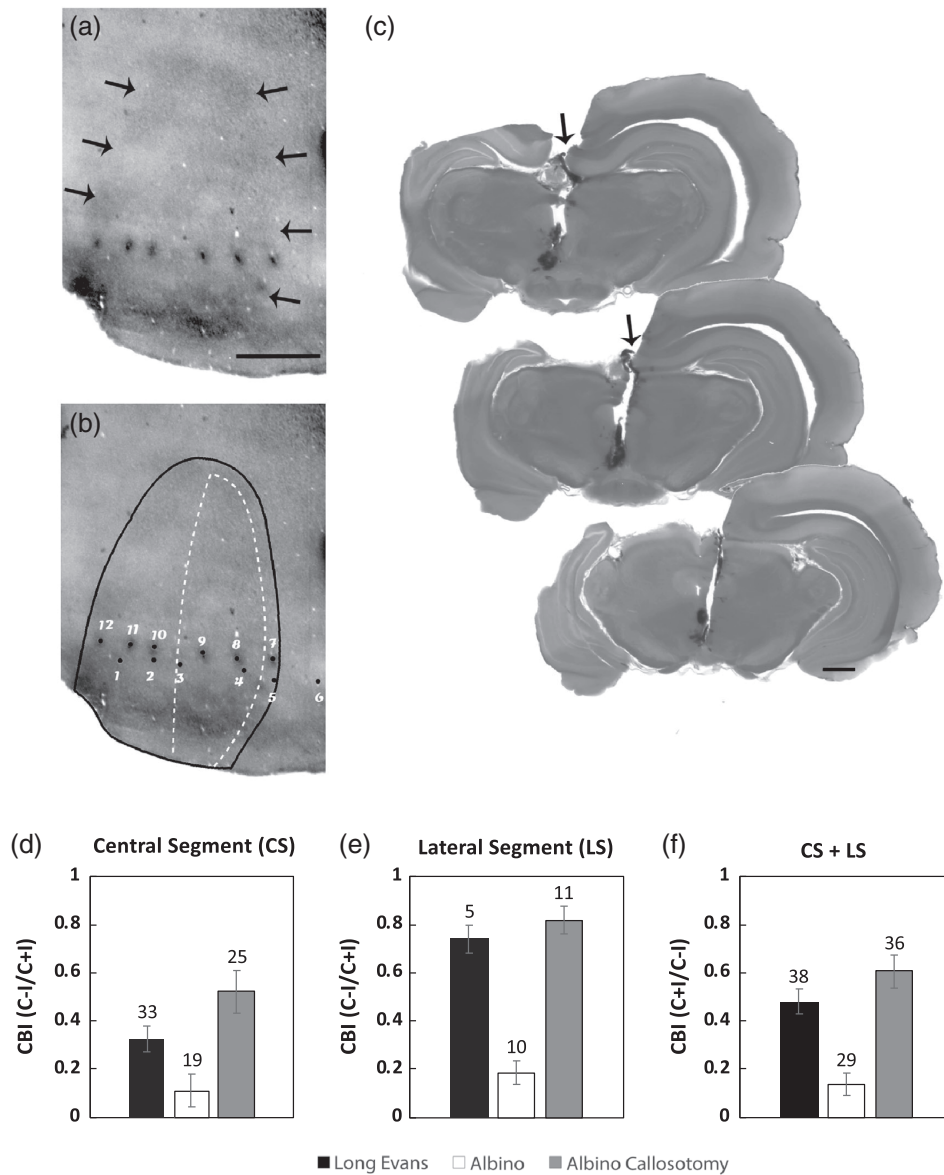 (a)
(c)
(b)
12 11 10 9 8 7
1 2 3 4 5 6
(d) Central Segment (CS)
CBI (C-I/C+I)
1
0.8
0.6
0.4
0.2
0
33
19
25
(e) Lateral Segment (LS)
CBI (C-I/C+I)
1
0.8
0.6
0.4
0.2
0
5
10
11
(f) CS + LS
CBI (C+I/C-I)
1
0.8
0.6
0.4
0.2
0
38
29
36
Long Evans Albino Albino Callosotomy